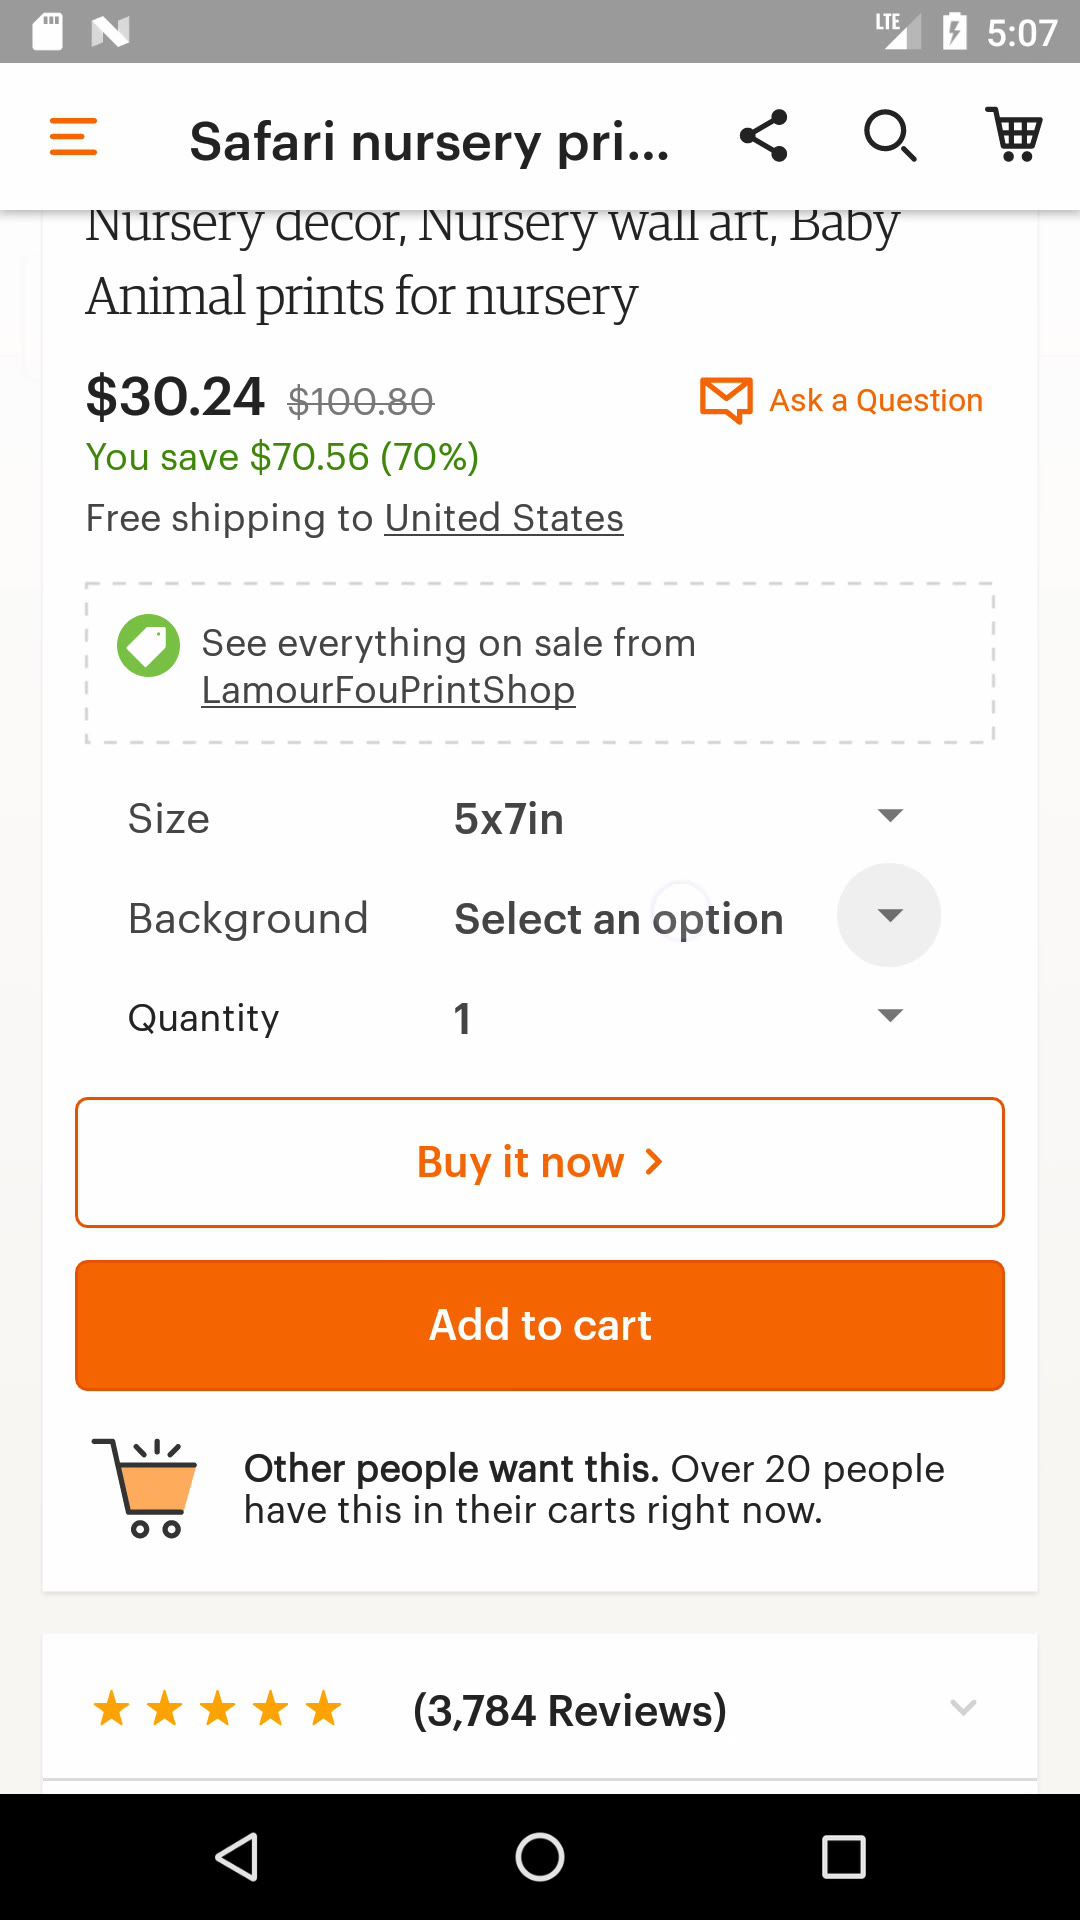 LTE 5:07
Safari nursery pri...
Nursery decor, Nursery wall art, Baby
Animal prints for nursery
$30.24 $100.80
Ask a Question
You save $70.56 (70%)
Free shipping to United States
See everything on sale from
LamourFouPrintShop
Size 5x7in
Background Select an option
Quantity 1
Buy it now
Add to cart
Other people want this. Over 20 people
have this in their carts right now.
(3,784 Reviews)